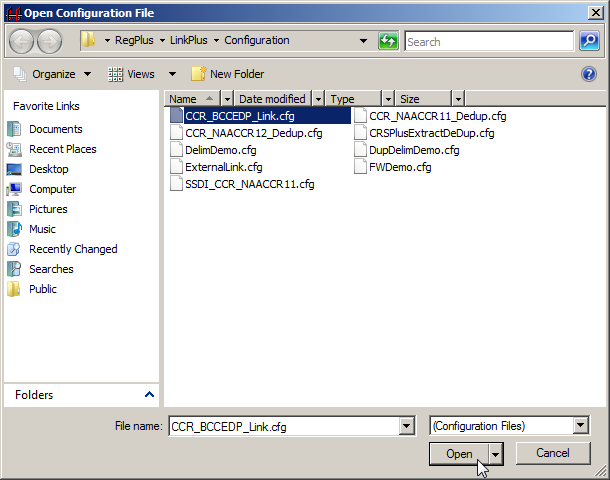 Open Configuration File
RegPlus LinkPlus Configuration Search
Organize Views New Folder ?
Favorite Links
Documents
Recent Places
Desktop
Computer
Pictures
Music
Recently Changed
Searches
Public
Folders
Name Date modified Type Size
CCR_BCCEDP_Link.cfg CCR_NAACCR11_Dedup.cfg
CCR_NAACCR12_Dedup.cfg CRSPlusExtractDeDup.cfg
DelimDemo.cfg DupDelimDemo.cfg
ExternalLink.cfg FWDemo.cfg
SSDI_CCR_NAACCR11.cfg
File name: CCR_BCCEDP_Link.cfg (Configuration Files)
Open Cancel